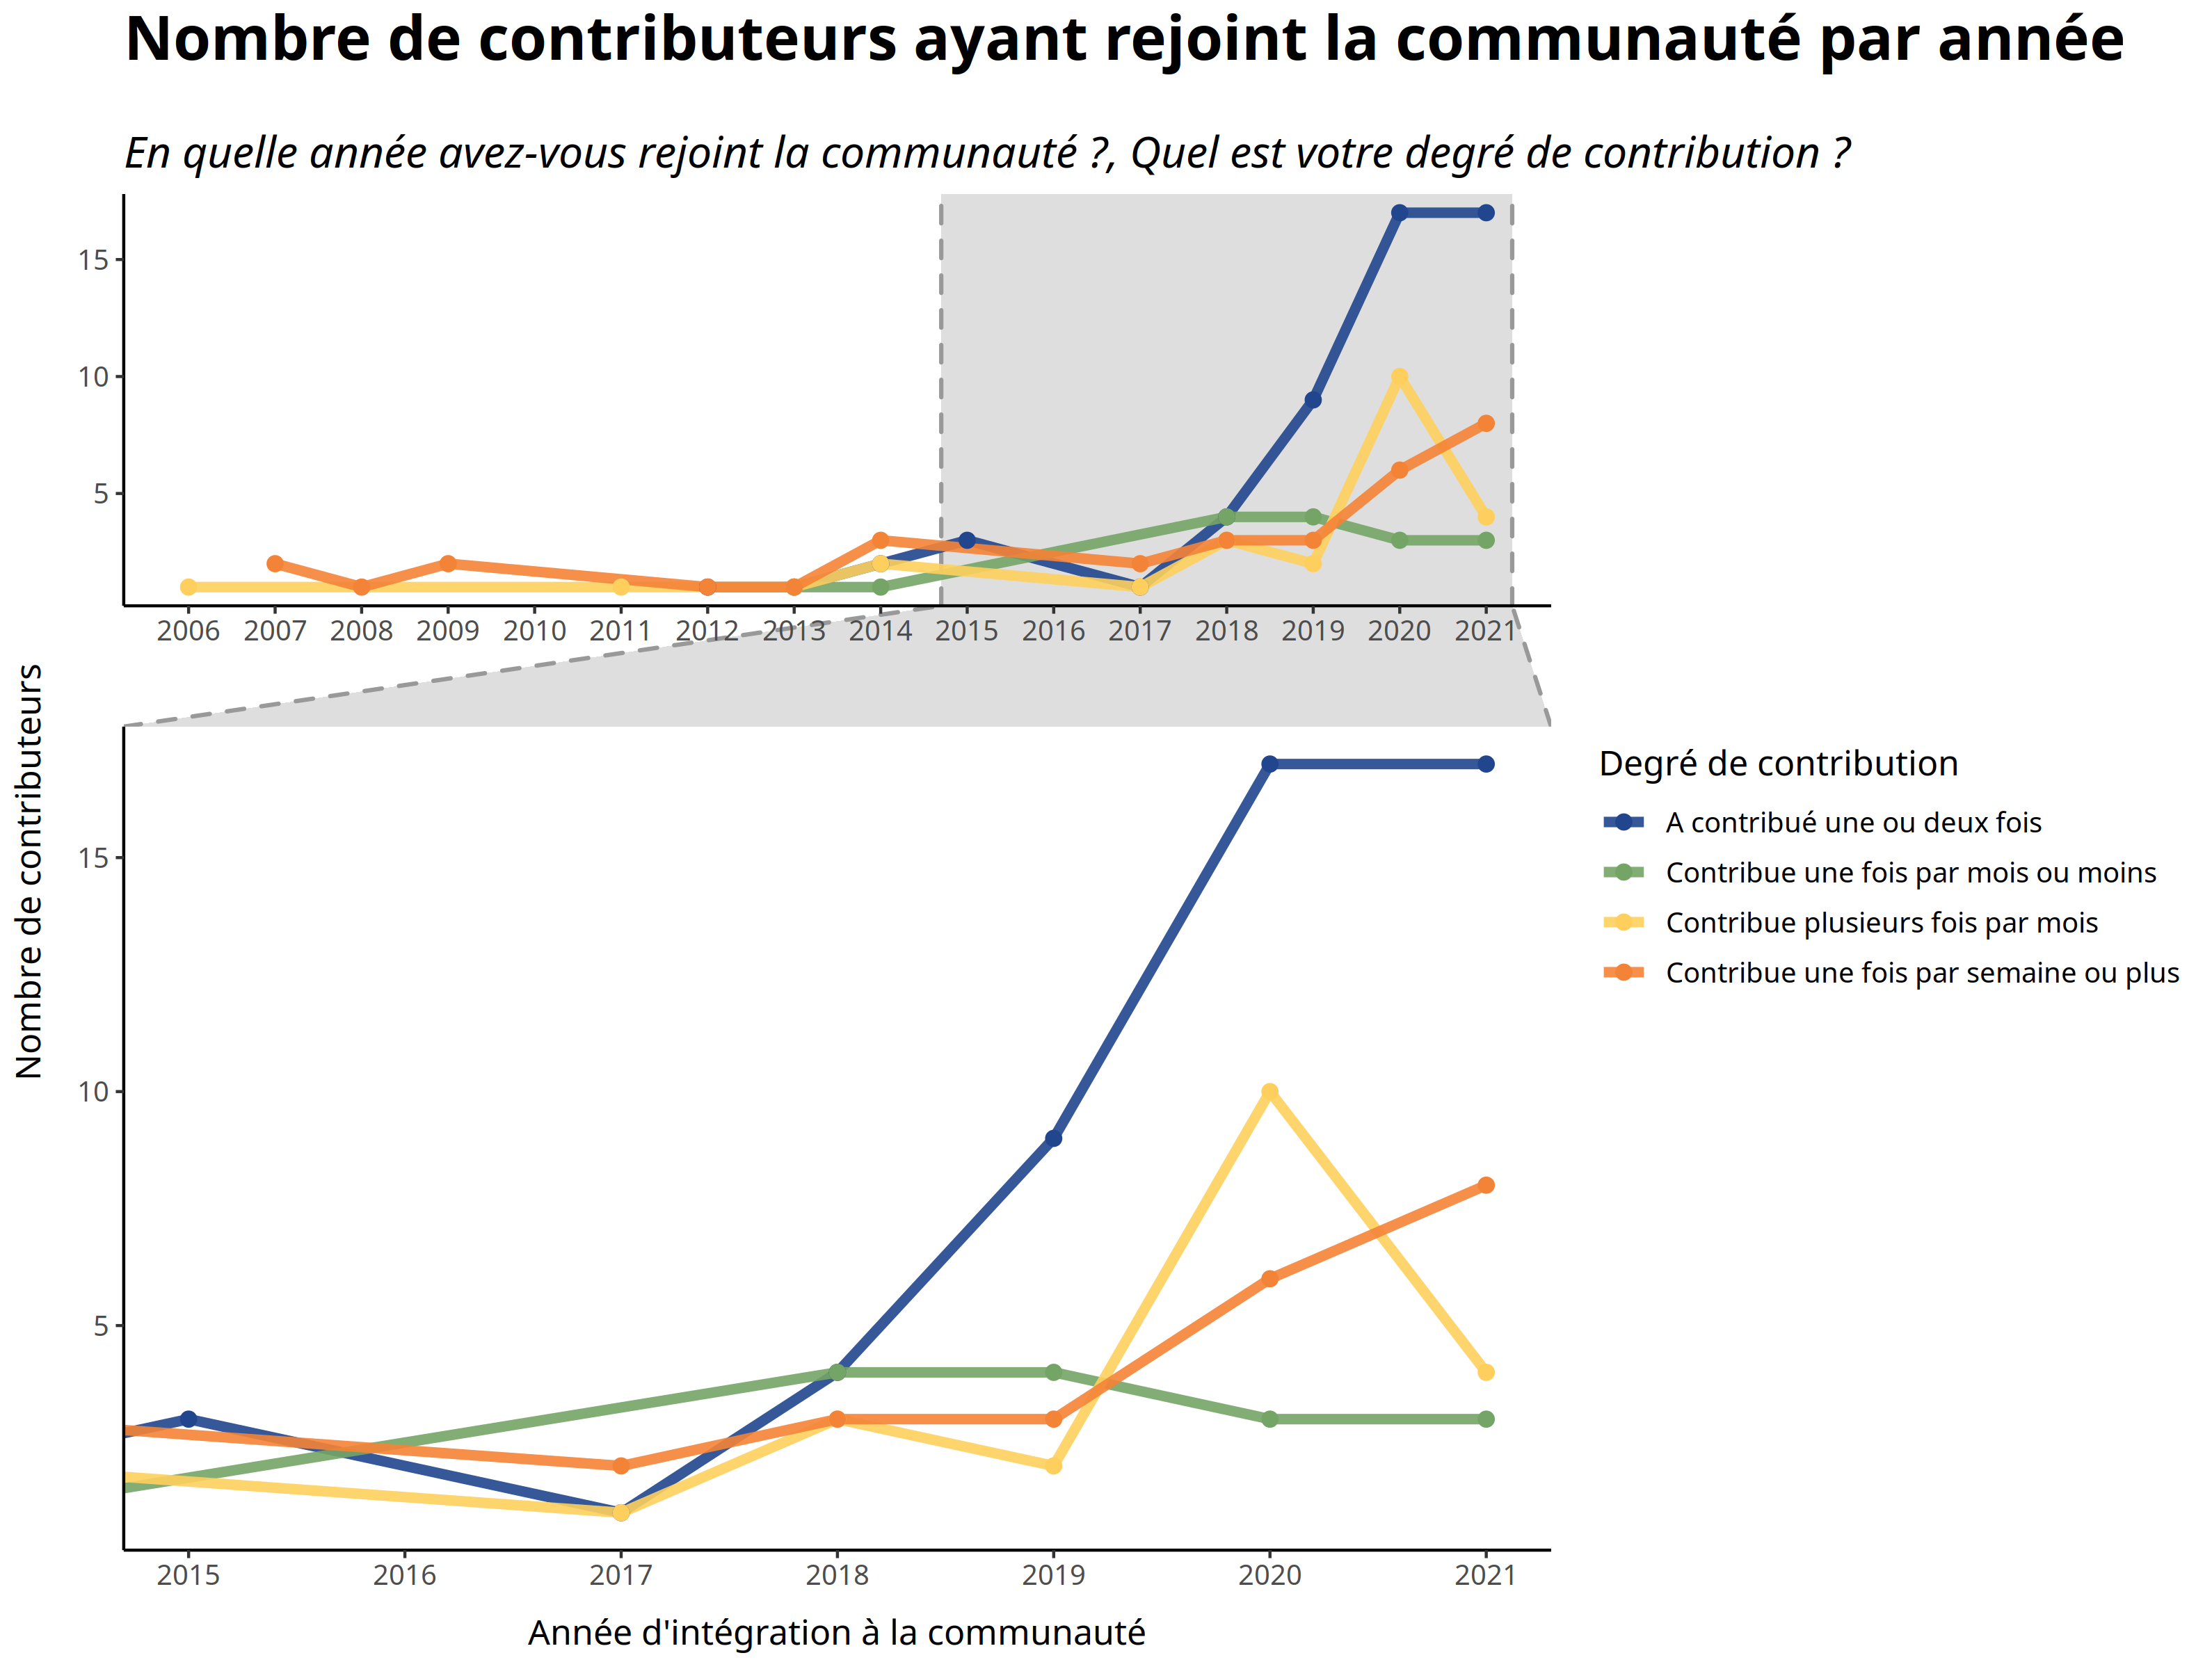 Nombre de contributeurs ayant rejoint la communauté par année
En quelle année avez-vous rejoint la communauté ?, Quel est votre degré de contribution ?
15
10
5
2006 2007 2008 2009 2010 2011 2012 2013 2014 2015 2016 2017 2018 2019 2020 2021
Nombre de contributeurs
15
10
5
2015 2016 2017 2018 2019 2020 2021
Année d'intégration à la communauté
Degré de contribution
A contribué une ou deux fois
Contribue une fois par mois ou moins
Contribue plusieurs fois par mois
Contribue une fois par semaine ou plus